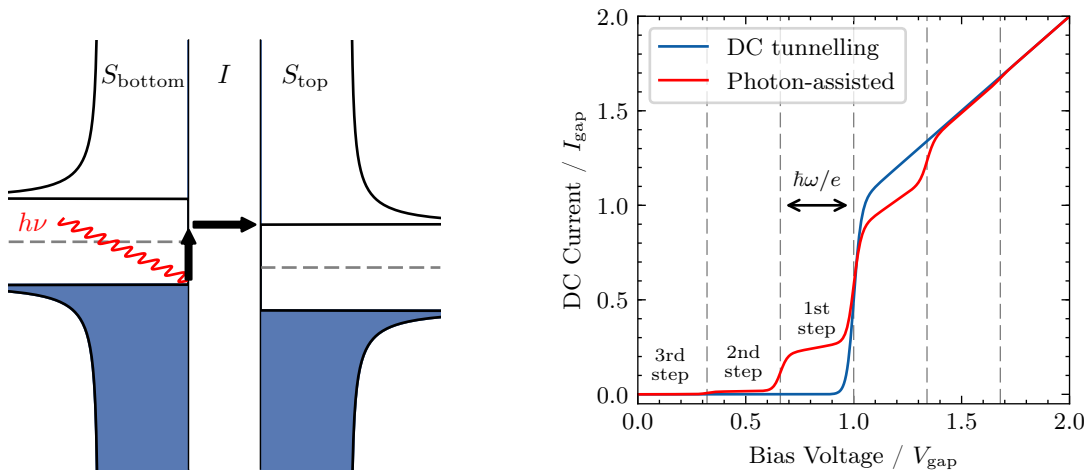 S_bottom I S_top
hν
DC tunnelling
Photon-assisted
ħω/e
1st
step
2nd
step
3rd
step
2.0
1.5
1.0
0.5
0.0
DC Current / I_gap
0.0 0.5 1.0 1.5 2.0
Bias Voltage / V_gap